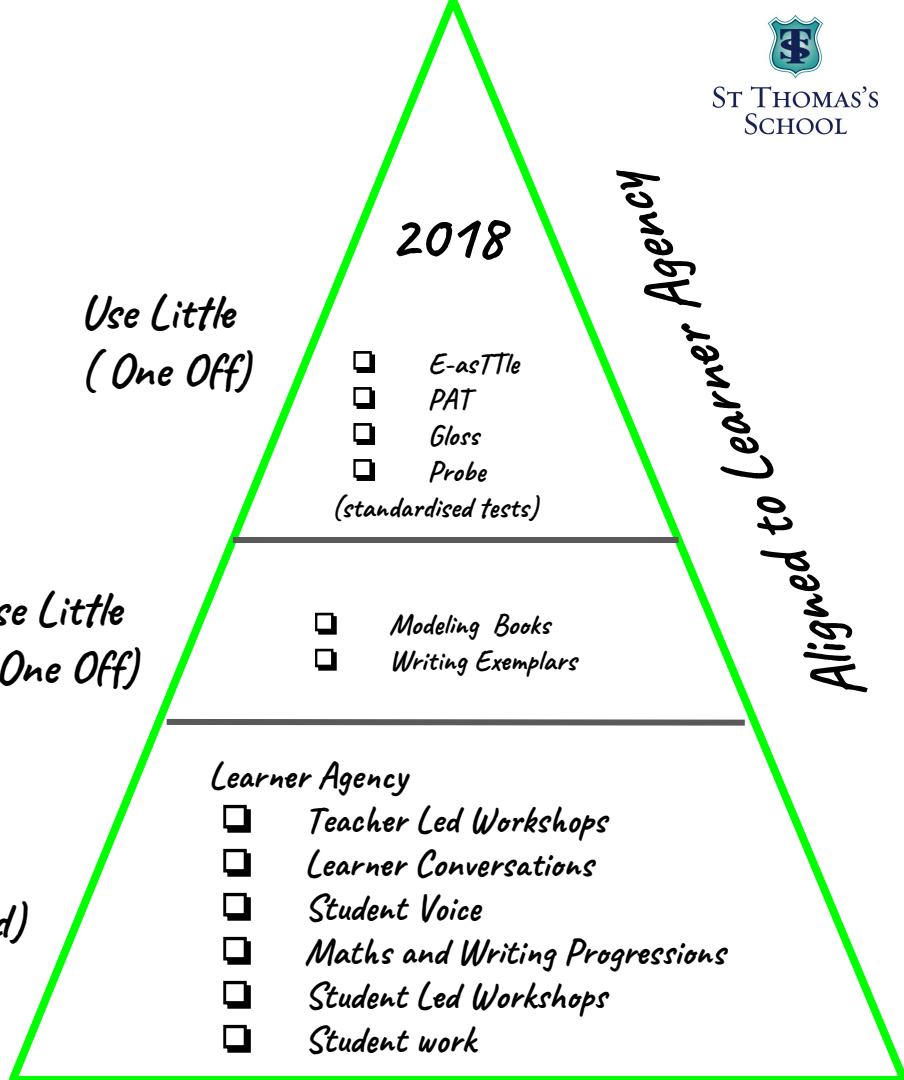 ST THOMAS'S
SCHOOL
Aligned to Learner Agency
2018
Use Little
( One Off)
E-asTTle
PAT
Gloss
Probe
(standardised tests)
se Little
One Off)
Modeling Books
Writing Exemplars
Learner Agency
Teacher Led Workshops
Learner Conversations
Student Voice
Maths and Writing Progressions
d)
Student Led Workshops
Student work